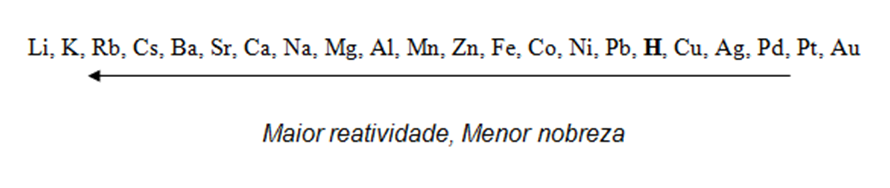 Li, K, Rb, Cs, Ba, Sr, Ca, Na, Mg, Al, Mn, Zn, Fe, Co, Ni, Pb, H, Cu, Ag, Pd, Pt, Au
Maior reatividade, Menor nobreza